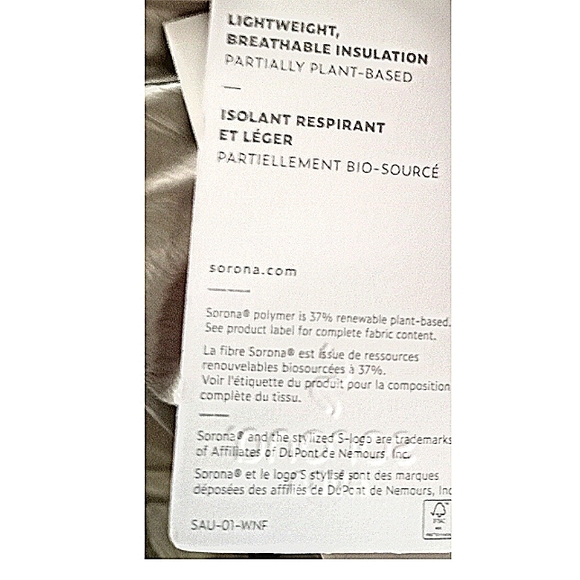 LIGHTWEIGHT,
BREATHABLE INSULATION
PARTIALLY PLANT-BASED
ISOLANT RESPIRANT
ET LÉGER
PARTIELLEMENT BIO-SOURCÉ
sorona.com
Sorona® polymer is 37% renewable plant-based.
See product label for complete fabric content.
La fibre Sorona® est issue de ressources
renouvelables biosourcées à 37%.
Voir l'étiquette du produit pour la composition
complète du tissu.
Sorona® and the stylized S-logo are trademarks
of Affiliates of DuPont de Nemours, Inc.
Sorona® et le logo S stylisé sont des marques
déposées des affiliés de DuPont de Nemours, Inc
SAU-01-WNF
FSC